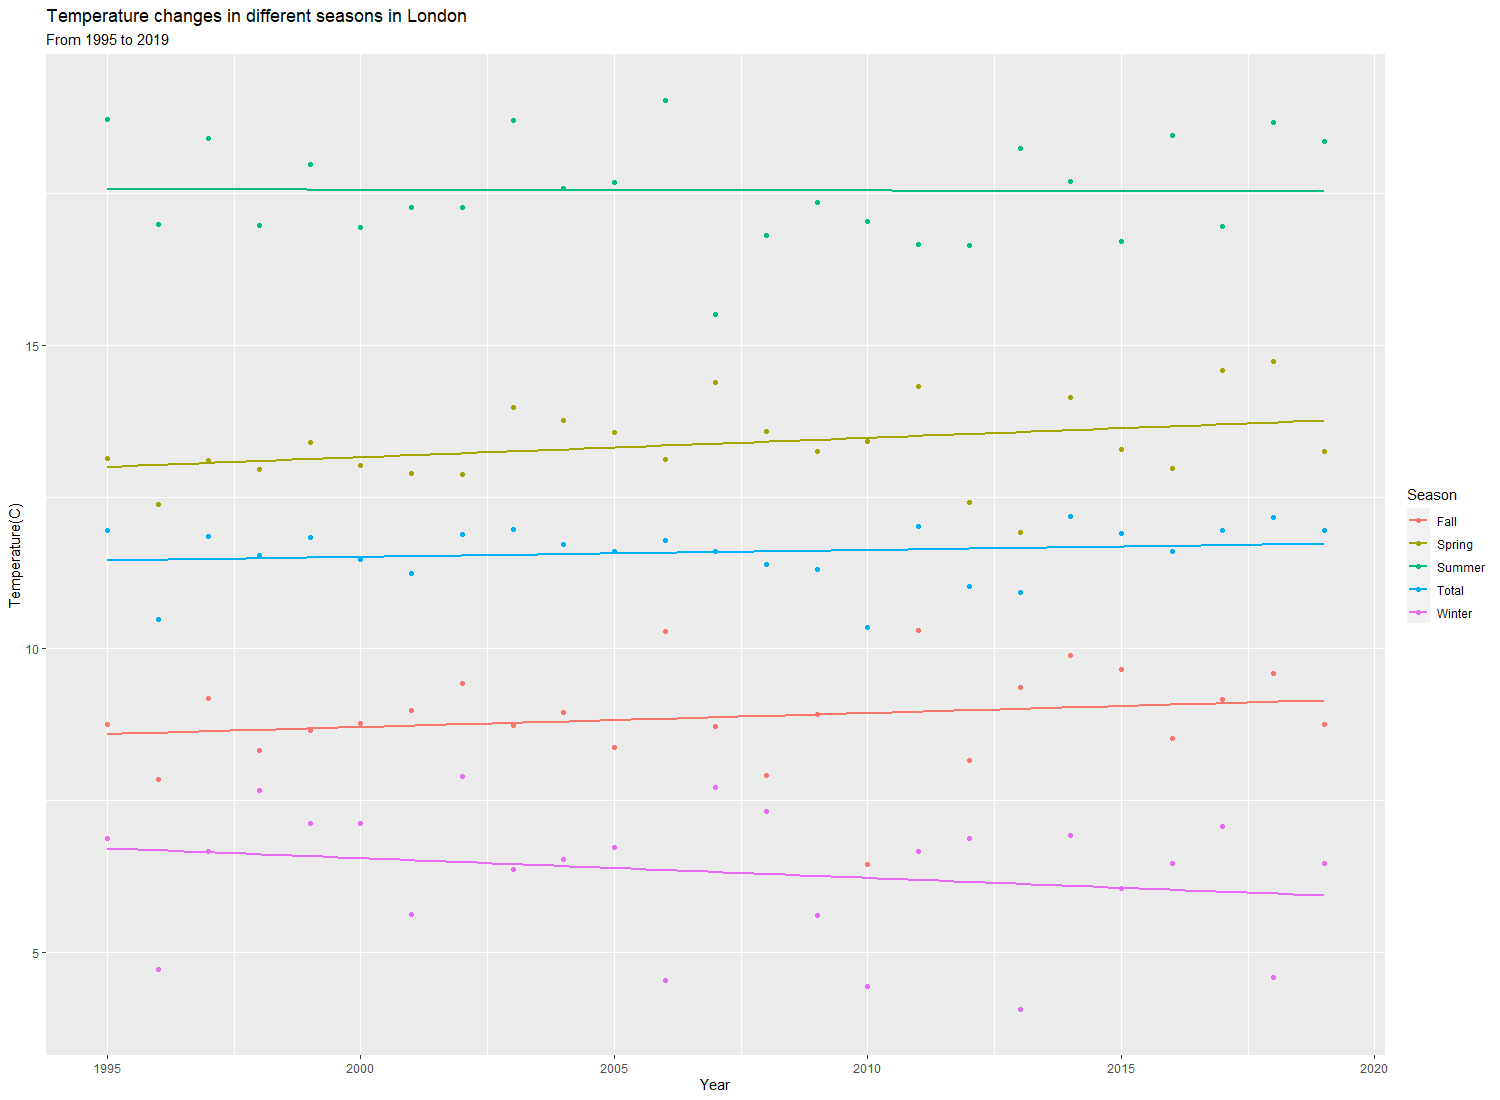 Temperature changes in different seasons in London
From 1995 to 2019
Temperature(C)
15
10
5
1995 2000 2005 2010 2015 2020
Year
Season
Fall
Spring
Summer
Total
Winter